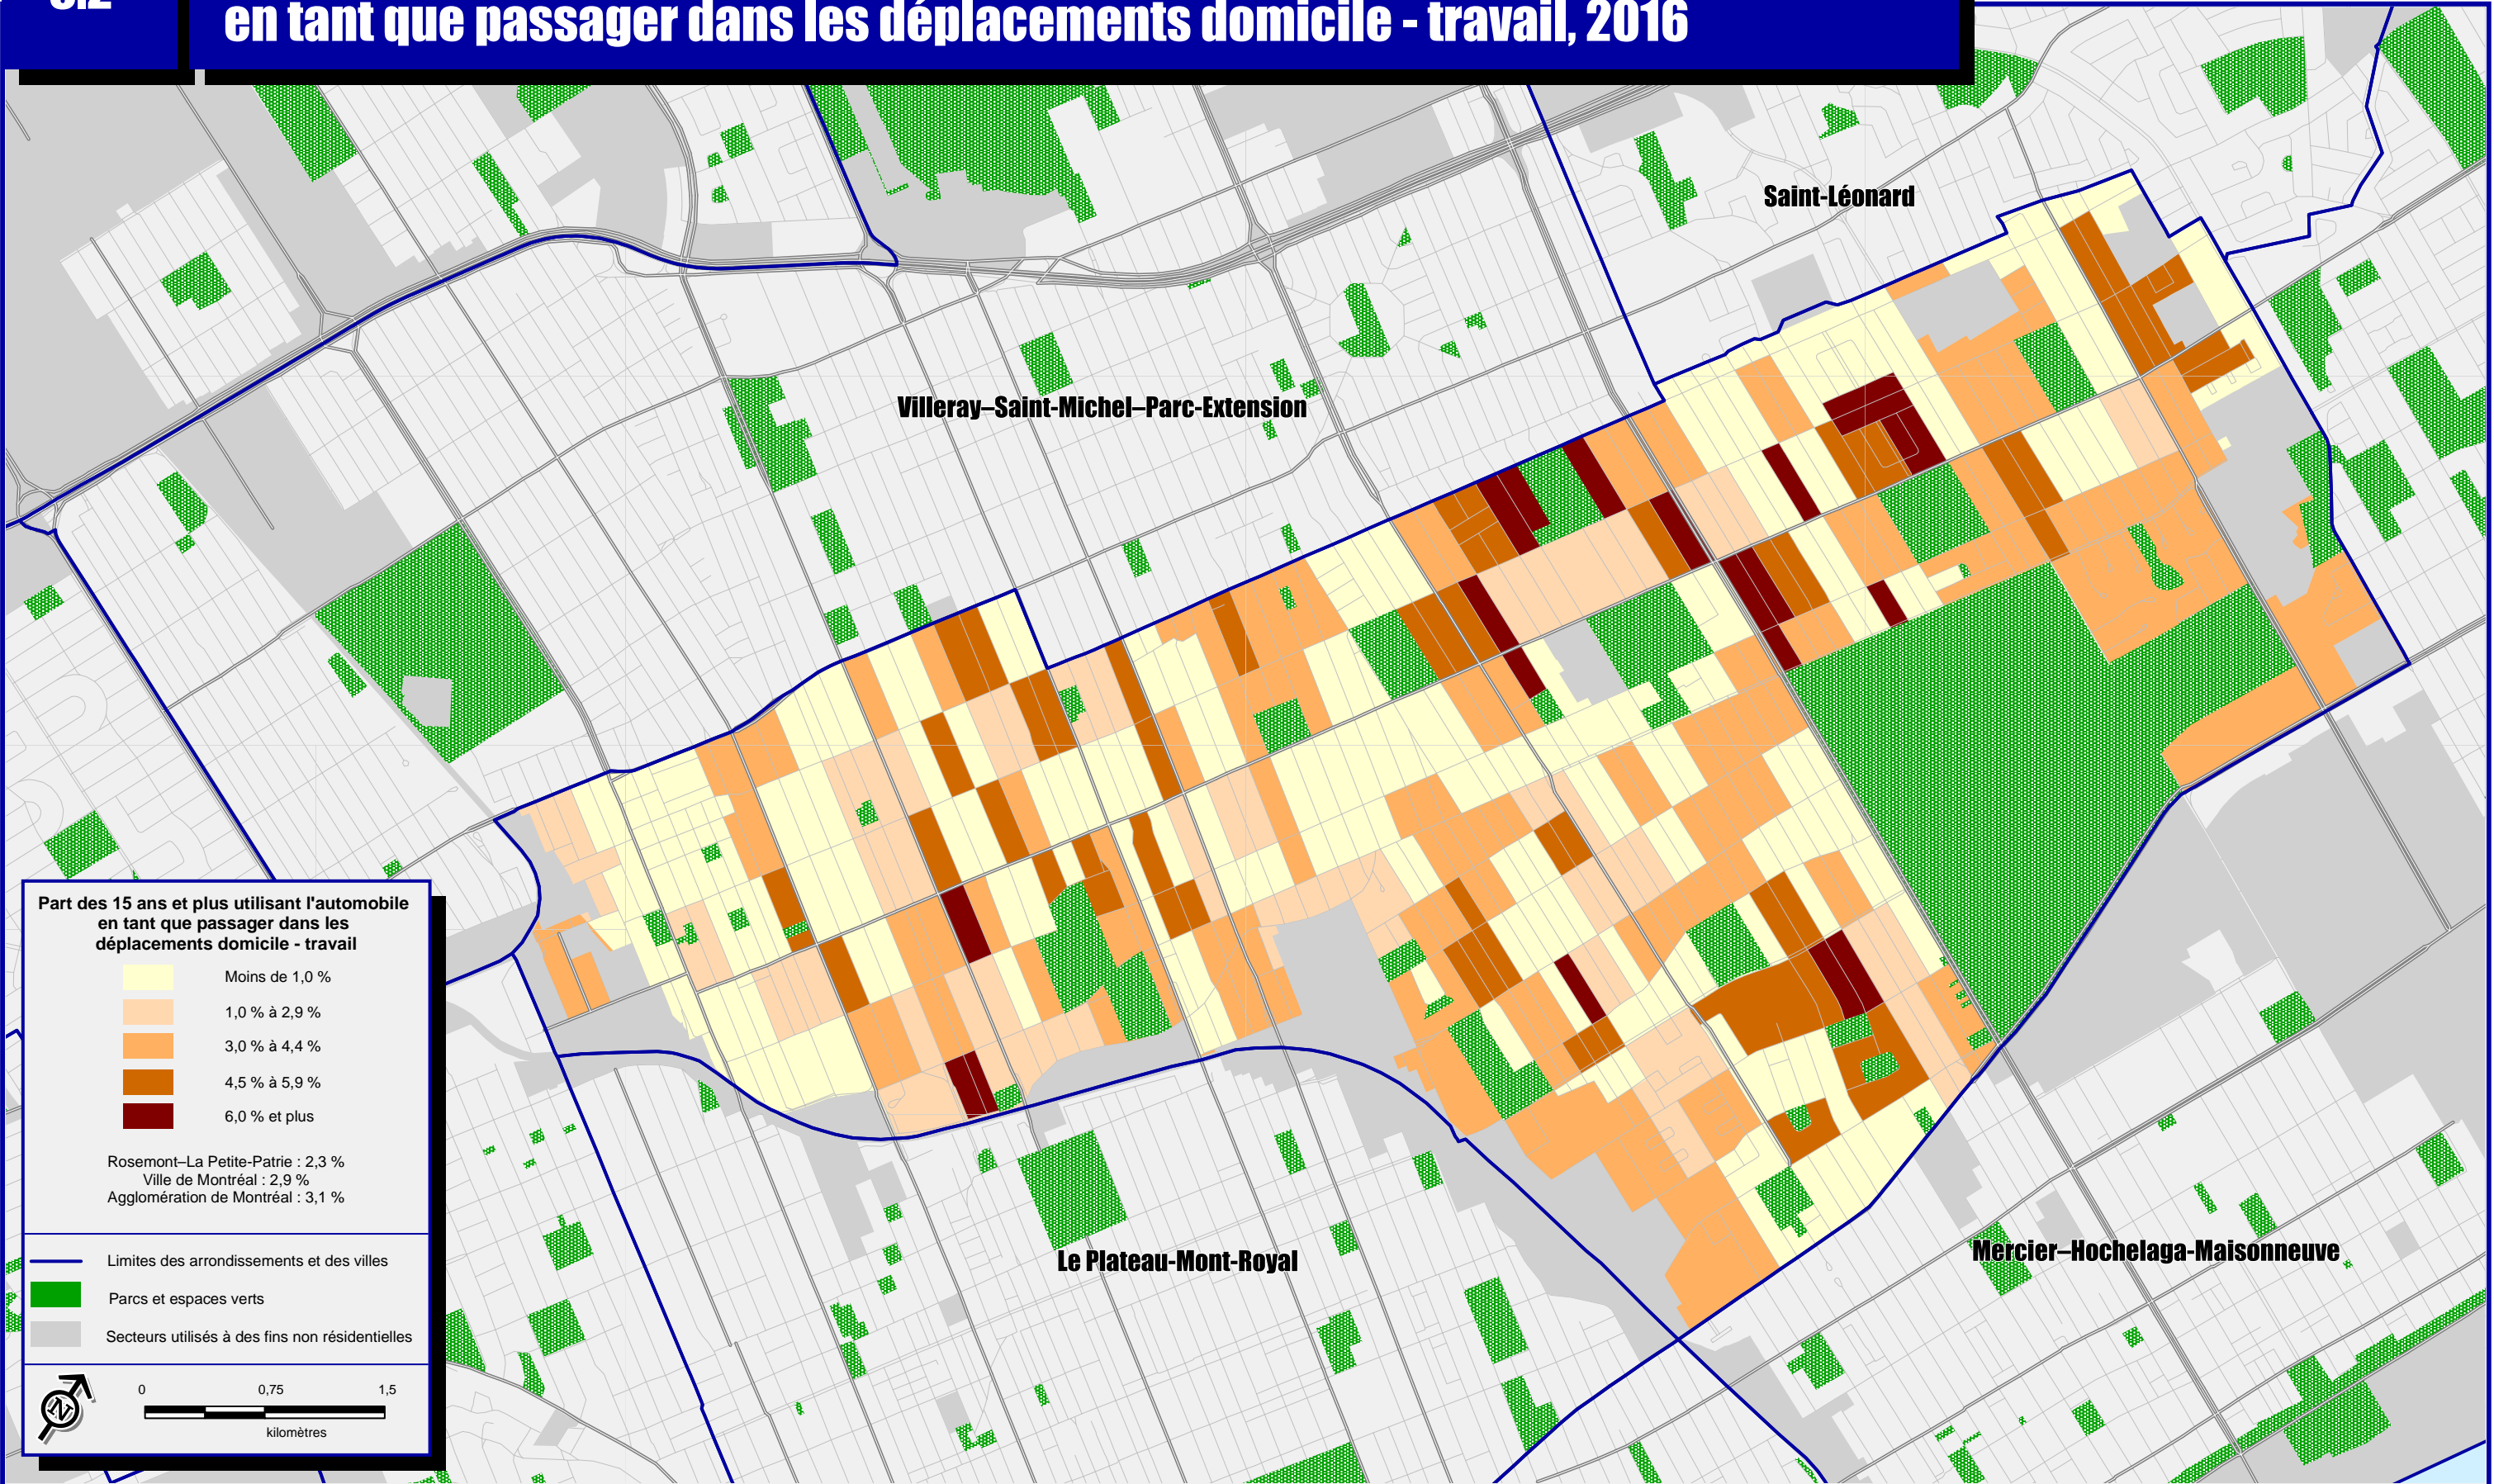 en tant que passager dans les déplacements domicile - travail, 2016
Saint-Léonard
Villeray–Saint-Michel–Parc-Extension
Le Plateau-Mont-Royal
Mercier–Hochelaga-Maisonneuve
Part des 15 ans et plus utilisant l'automobile
en tant que passager dans les
déplacements domicile - travail
Moins de 1,0 %
1,0 % à 2,9 %
3,0 % à 4,4 %
4,5 % à 5,9 %
6,0 % et plus
Rosemont–La Petite-Patrie : 2,3 %
Ville de Montréal : 2,9 %
Agglomération de Montréal : 3,1 %
Limites des arrondissements et des villes
Parcs et espaces verts
Secteurs utilisés à des fins non résidentielles
N
0 0,75 1,5
kilomètres